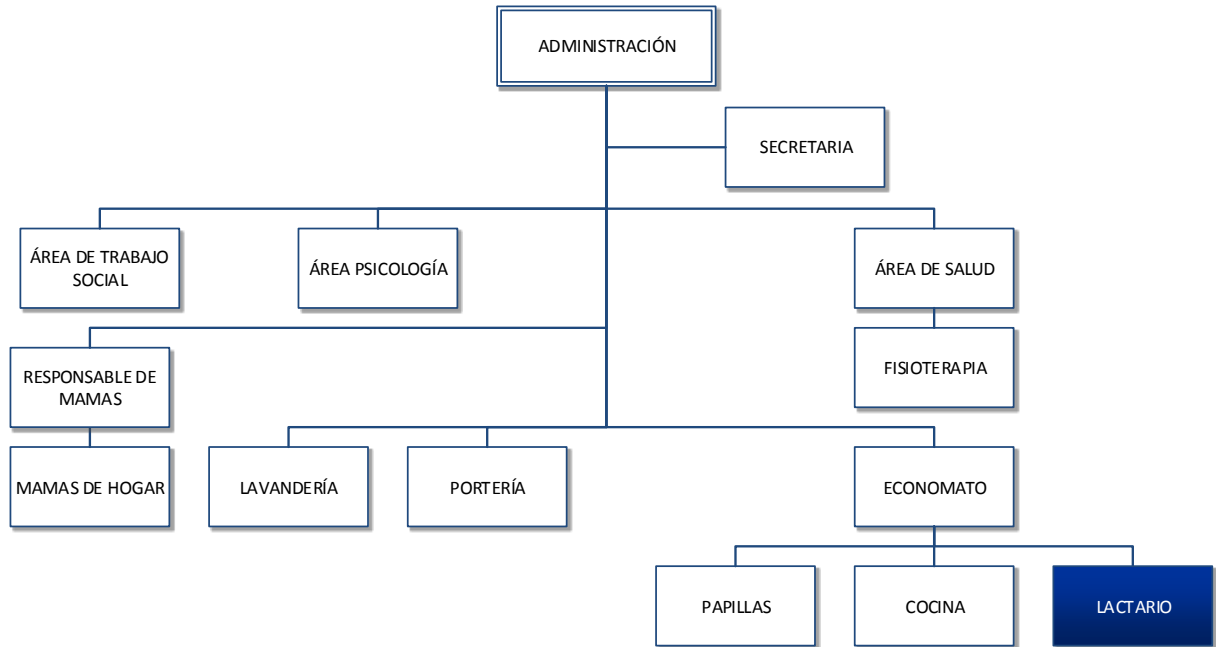 ADMINISTRACIÓN
SECRETARIA
ÁREA DE TRABAJO
SOCIAL
ÁREA PSICOLOGÍA
ÁREA DE SALUD
RESPONSABLE DE
MAMAS
FISIOTERAPIA
MAMAS DE HOGAR
LAVANDERÍA
PORTERÍA
ECONOMATO
PAPILLAS
COCINA
LACTARIO